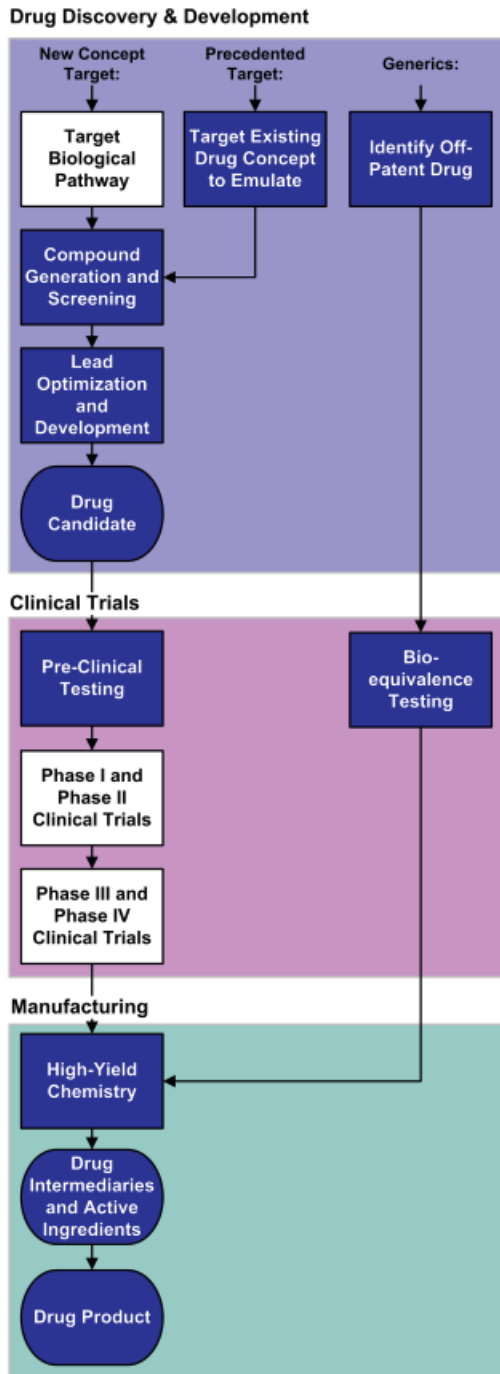 Drug Discovery & Development
New Concept
Target:
Precedented
Target:
Generics:
Target
Biological
Pathway
Target Existing
Drug Concept
to Emulate
Identify Off-
Patent Drug
Compound
Generation and
Screening
Lead
Optimization
and
Development
Drug
Candidate
Clinical Trials
Pre-Clinical
Testing
Bio-
equivalence
Testing
Phase I and
Phase II
Clinical Trials
Phase III and
Phase IV
Clinical Trials
Manufacturing
High-Yield
Chemistry
Drug
Intermediaries
and Active
Ingredients
Drug Product